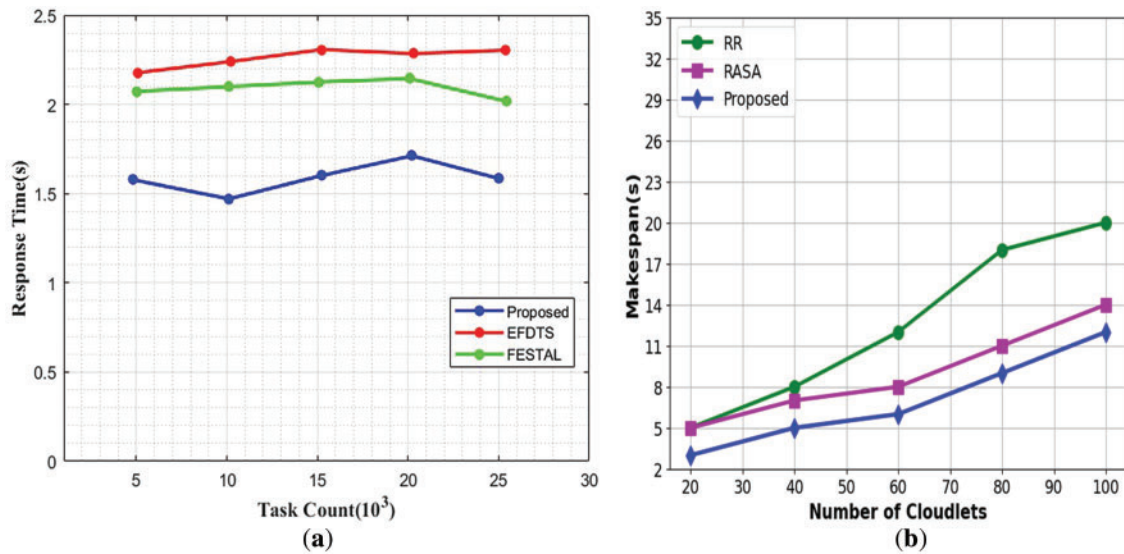 2.5
2
1.5
1
0.5
0
Response Time(s)
5 10 15 20 25 30
Task Count(10³)
Proposed
EFDTS
FESTAL
(a)
35
32
29
26
23
20
17
14
11
8
5
2
Makespan(s)
RR
RASA
Proposed
20 30 40 50 60 70 80 90 100
Number of Cloudlets
(b)